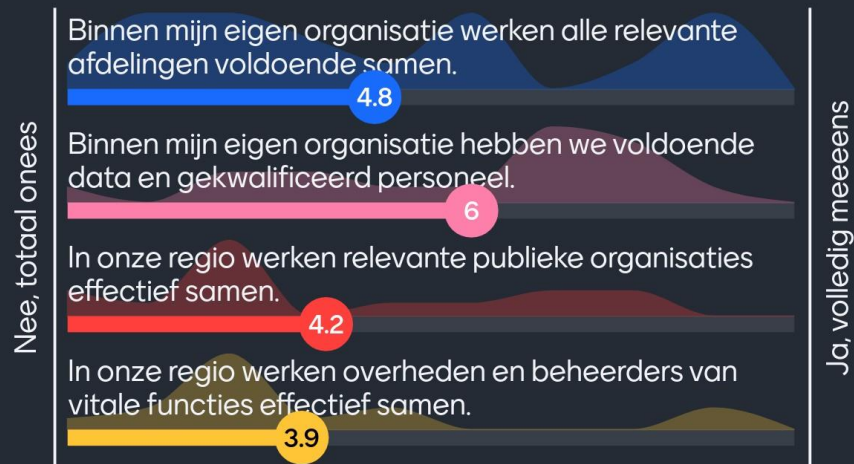 Binnen mijn eigen organisatie werken alle relevante
afdelingen voldoende samen.
4.8
Binnen mijn eigen organisatie hebben we voldoende
data en gekwalificeerd personeel.
6
In onze regio werken relevante publieke organisaties
effectief samen.
4.2
In onze regio werken overheden en beheerders van
vitale functies effectief samen.
3.9
Nee, totaal onees
Ja, volledig meeeens